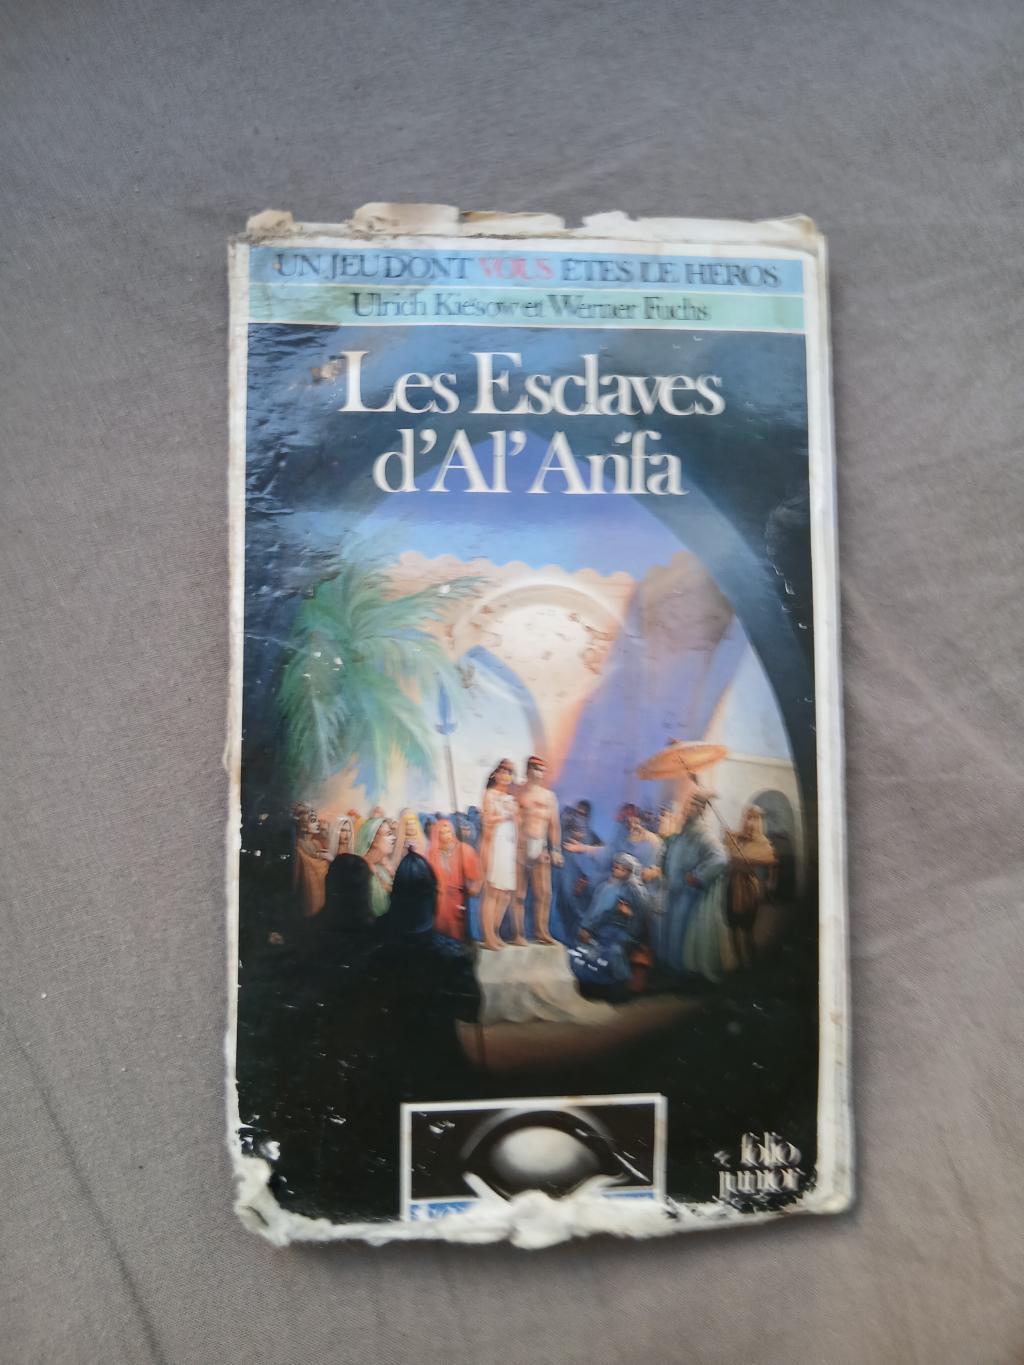 UN JEU DONT VOUS ÊTES LE HÉROS
Ulrich Kiesow et Werner Fuchs
Les Esclaves
d'Al'Anfa
folio
junior